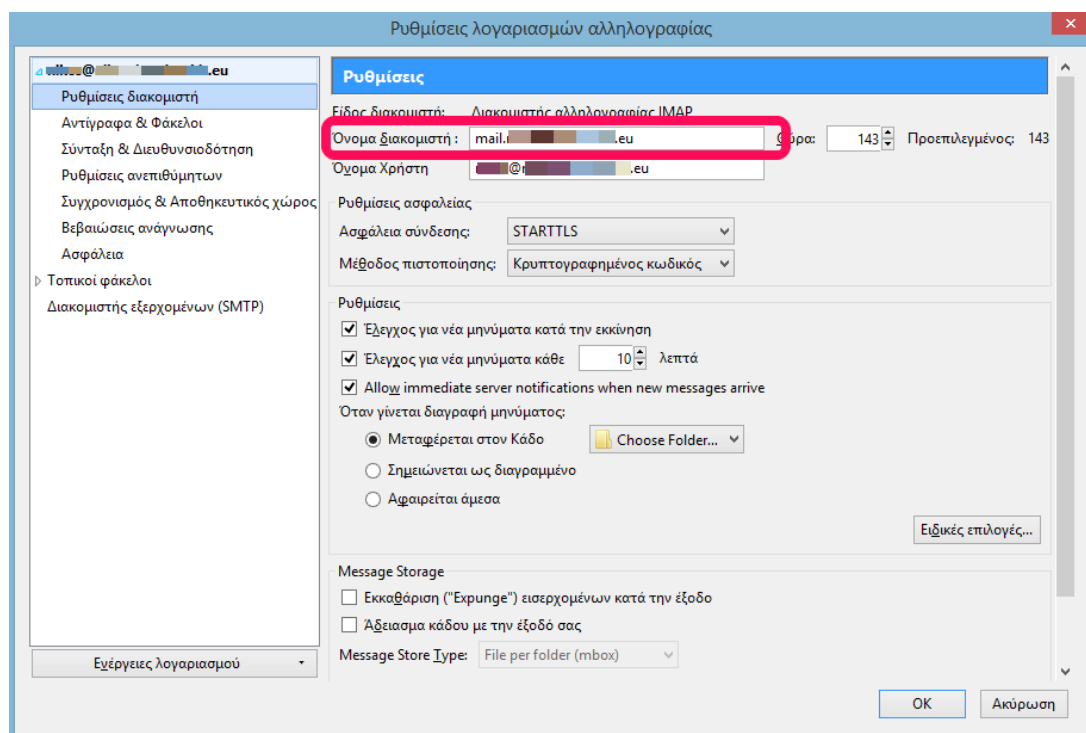 Ρυθμίσεις λογαριασμών αλληλογραφίας
@ .eu
Ρυθμίσεις διακομιστή
Αντίγραφα & Φάκελοι
Σύνταξη & Διευθυνσιοδότηση
Ρυθμίσεις ανεπιθύμητων
Συγχρονισμός & Αποθηκευτικός χώρος
Βεβαιώσεις ανάγνωσης
Ασφάλεια
Τοπικοί φάκελοι
Διακομιστής εξερχομένων (SMTP)
Ενέργειες λογαριασμού
Ρυθμίσεις
Είδος διακομιστή: Διακομιστής αλληλογραφίας IMAP
Όνομα διακομιστή : mail. .eu Θύρα: 143 Προεπιλεγμένος: 143
Όνομα Χρήστη @ .eu
Ρυθμίσεις ασφαλείας
Ασφάλεια σύνδεσης: STARTTLS
Μέθοδος πιστοποίησης: Κρυπτογραφημένος κωδικός
Ρυθμίσεις
Έλεγχος για νέα μηνύματα κατά την εκκίνηση
Έλεγχος για νέα μηνύματα κάθε 10 λεπτά
Allow immediate server notifications when new messages arrive
Όταν γίνεται διαγραφή μηνύματος:
Μεταφέρεται στον Κάδο Choose Folder...
Σημειώνεται ως διαγραμμένο
Αφαιρείται άμεσα
Ειδικές επιλογές...
Message Storage
Εκκαθάριση ("Expunge") εισερχομένων κατά την έξοδο
Άδειασμα κάδου με την έξοδό σας
Message Store Type: File per folder (mbox)
OK Ακύρωση